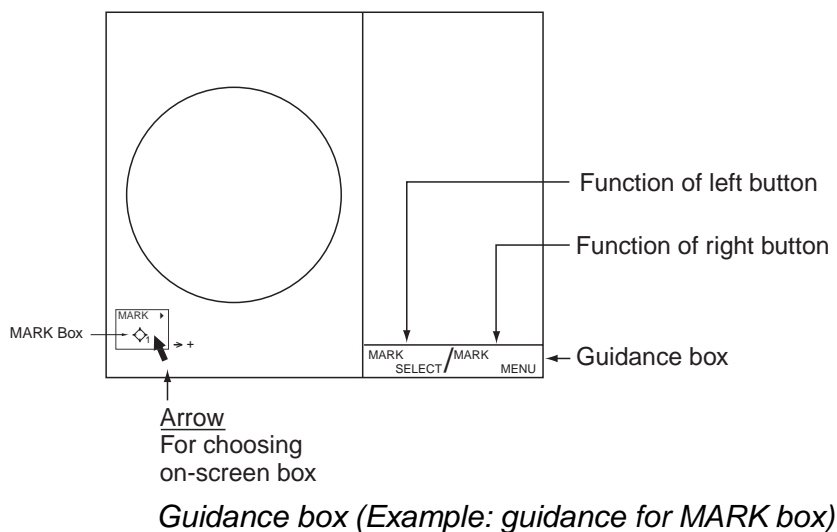 Function of left button
Function of right button
MARK
MARK Box
1
+
MARK
SELECT
/
MARK
MENU
Guidance box
Arrow
For choosing
on-screen box
Guidance box (Example: guidance for MARK box)